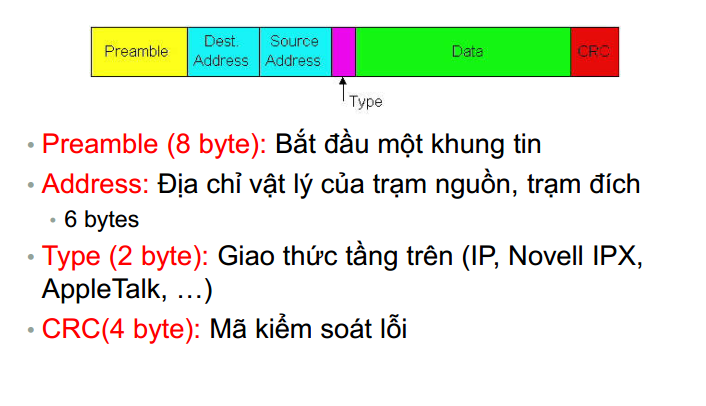 Preamble
Dest.
Address
Source
Address
Data
CRC
Type
• Preamble (8 byte): Bắt đầu một khung tin
• Address: Địa chỉ vật lý của trạm nguồn, trạm đích
• 6 bytes
• Type (2 byte): Giao thức tầng trên (IP, Novell IPX,
AppleTalk, …)
• CRC(4 byte): Mã kiểm soát lỗi